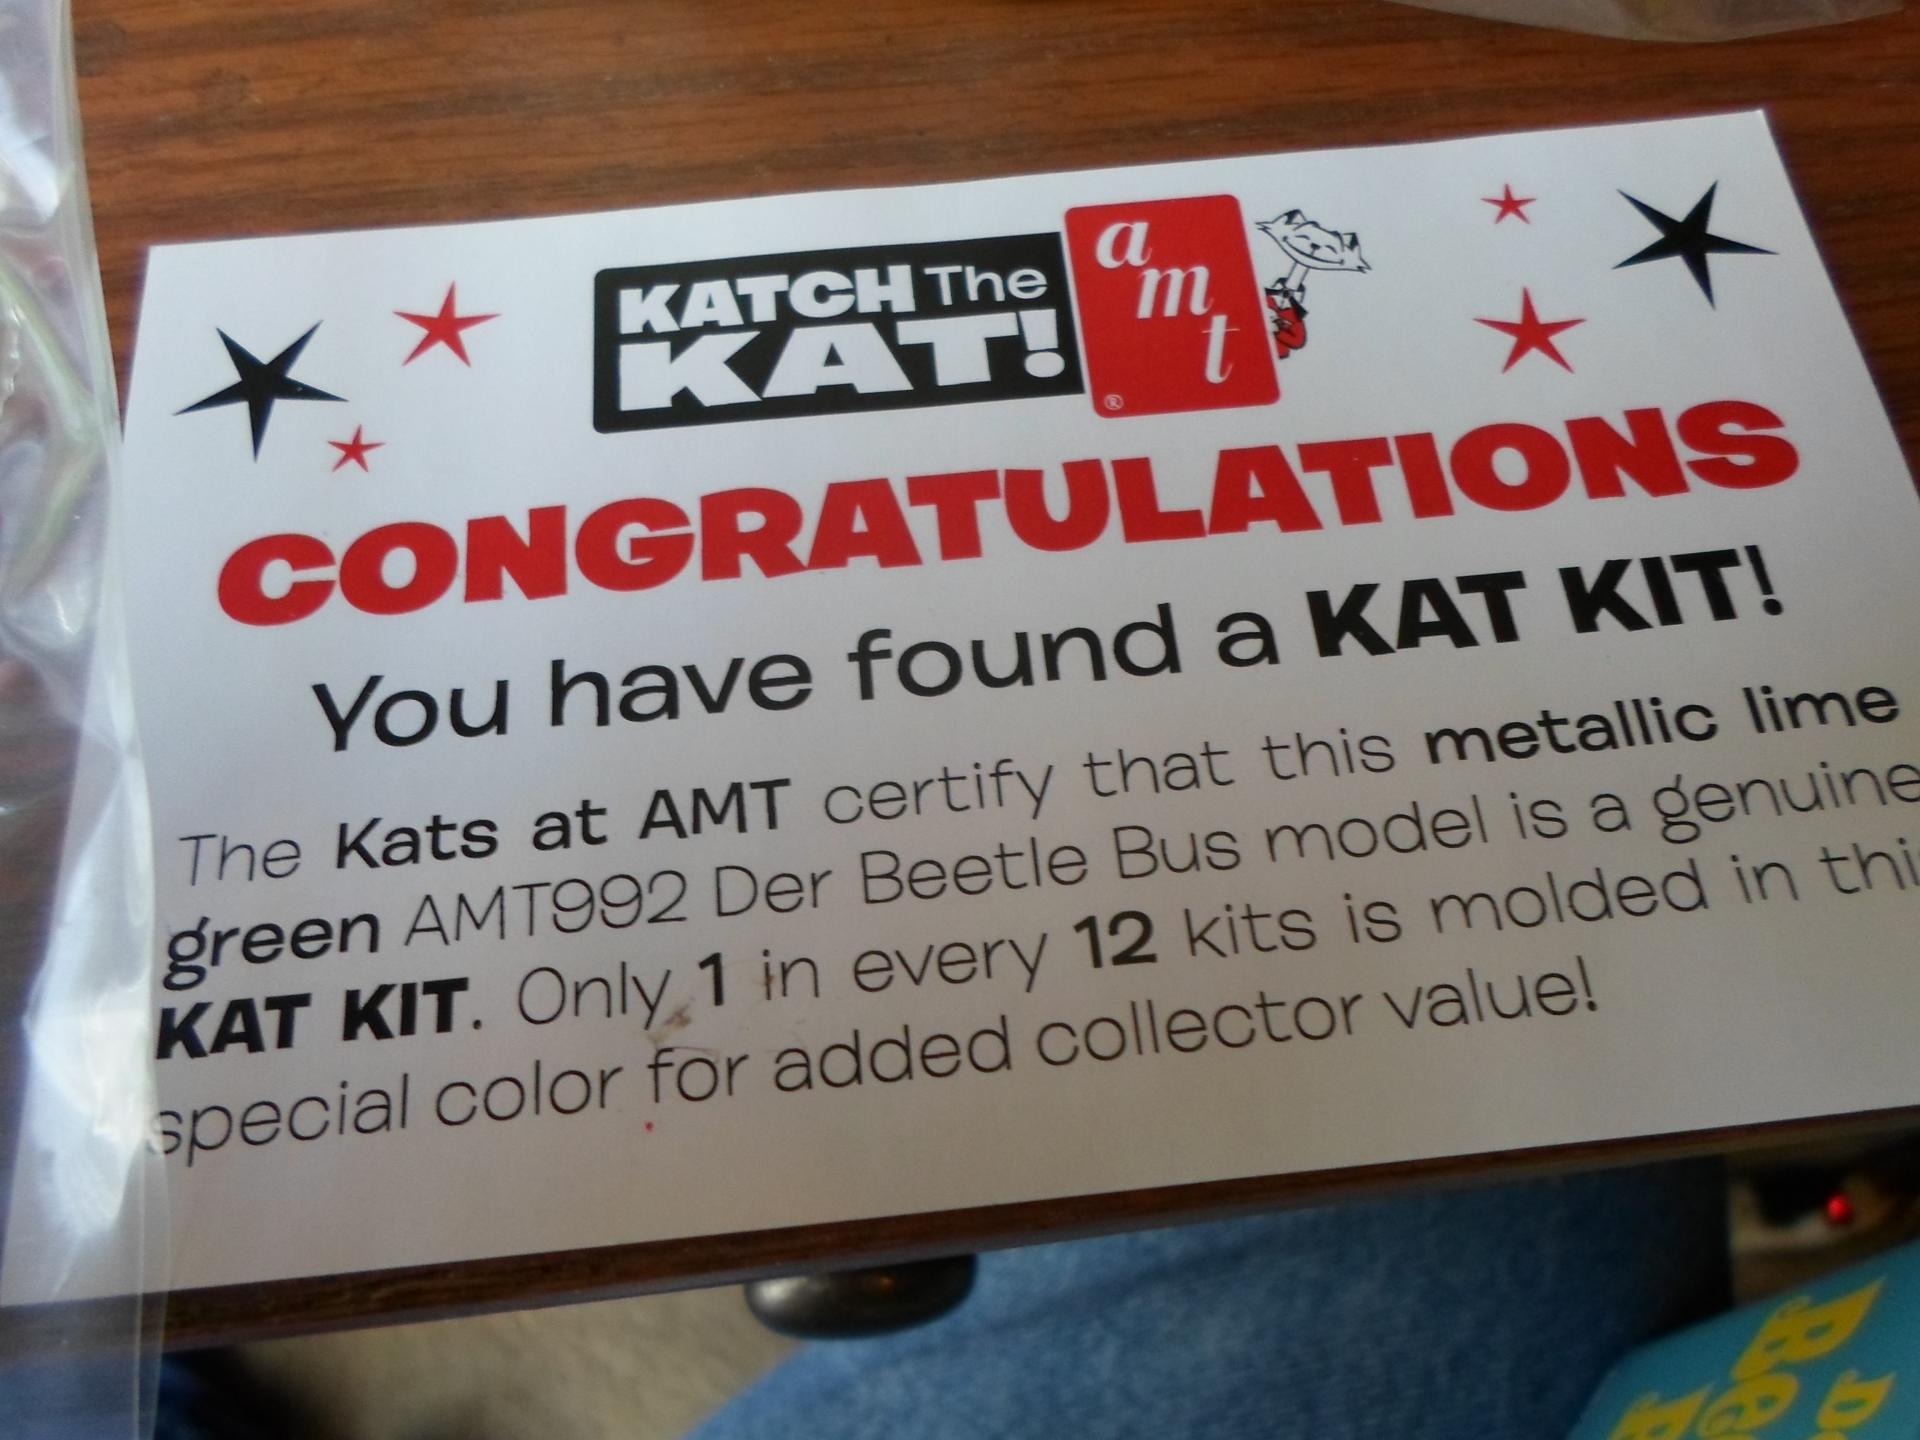 KATCH The
KAT!
a
m
t
®
CONGRATULATIONS
You have found a KAT KIT!
The Kats at AMT certify that this metallic lime
green AMT992 Der Beetle Bus model is a genuine
KAT KIT. Only 1 in every 12 kits is molded in thi
special color for added collector value!